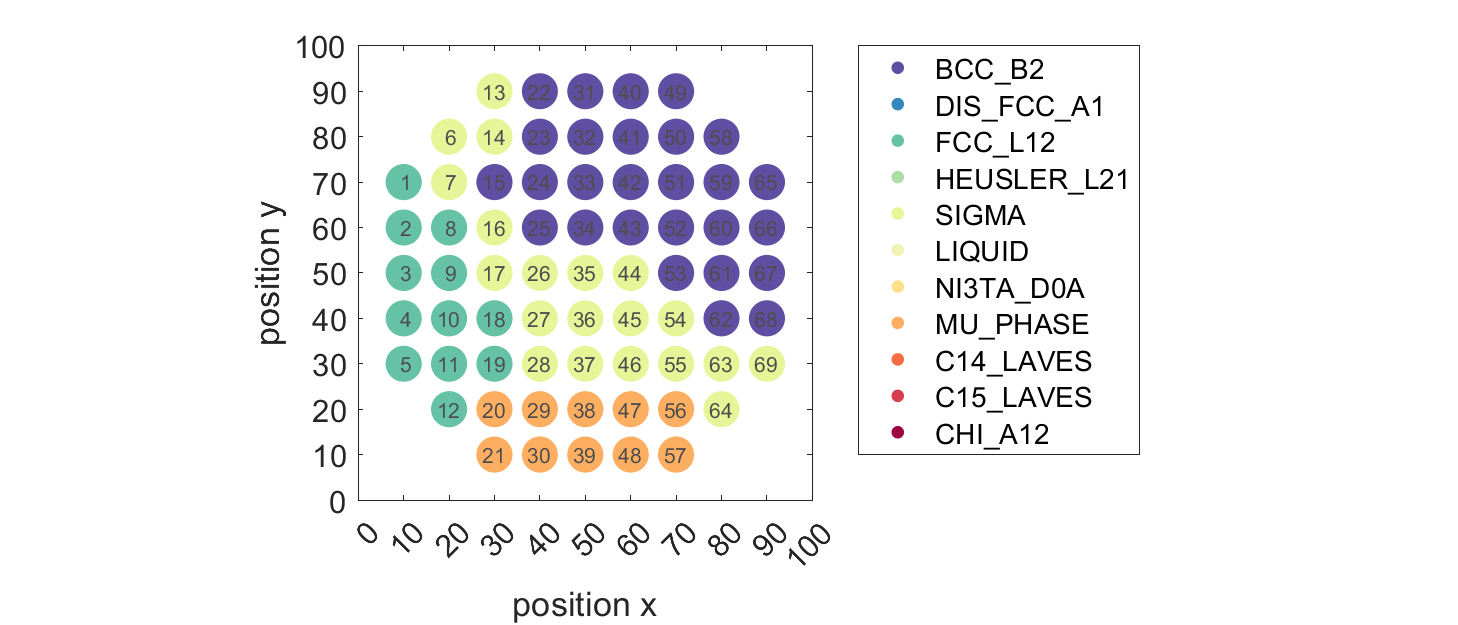 100
90
80
70
60
50
40
30
20
10
0
13 22 31 40 49
6 14 23 32 41 50 58
1 7 15 24 33 42 51 59 65
2 8 16 25 34 43 52 60 66
3 9 17 26 35 44 53 61 67
4 10 18 27 36 45 54 62 68
5 11 19 28 37 46 55 63 69
12 20 29 38 47 56 64
21 30 39 48 57
0 10 20 30 40 50 60 70 80 90 100
position x
position y
BCC_B2
DIS_FCC_A1
FCC_L12
HEUSLER_L21
SIGMA
LIQUID
NI3TA_D0A
MU_PHASE
C14_LAVES
C15_LAVES
CHI_A12